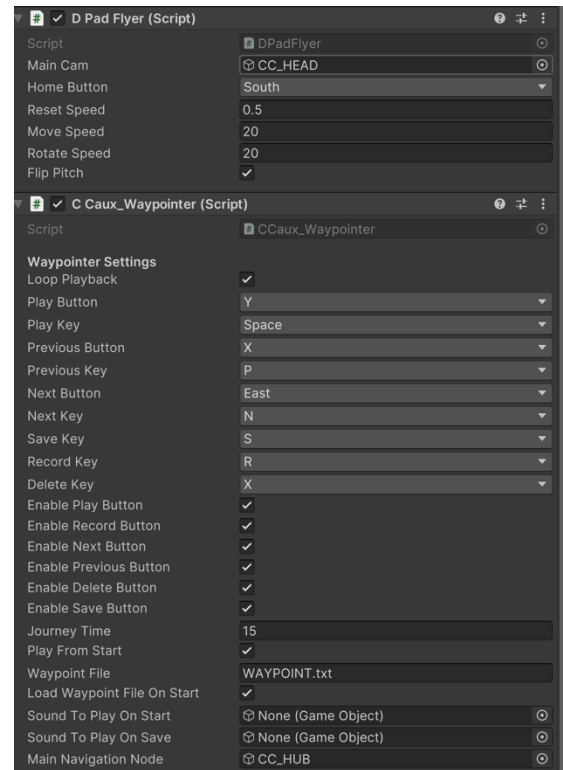 # D Pad Flyer (Script)
Script # DPadFlyer
Main Cam CC_HEAD
Home Button South
Reset Speed 0.5
Move Speed 20
Rotate Speed 20
Flip Pitch
# C Caux_Waypointer (Script)
Script # CCaux_Waypointer
Waypointer Settings
Loop Playback
Play Button Y
Play Key Space
Previous Button X
Previous Key P
Next Button East
Next Key N
Save Key S
Record Key R
Delete Key X
Enable Play Button
Enable Record Button
Enable Next Button
Enable Previous Button
Enable Delete Button
Enable Save Button
Journey Time 15
Play From Start
Waypoint File WAYPOINT.txt
Load Waypoint File On Start
Sound To Play On Start None (Game Object)
Sound To Play On Save None (Game Object)
Main Navigation Node CC_HUB